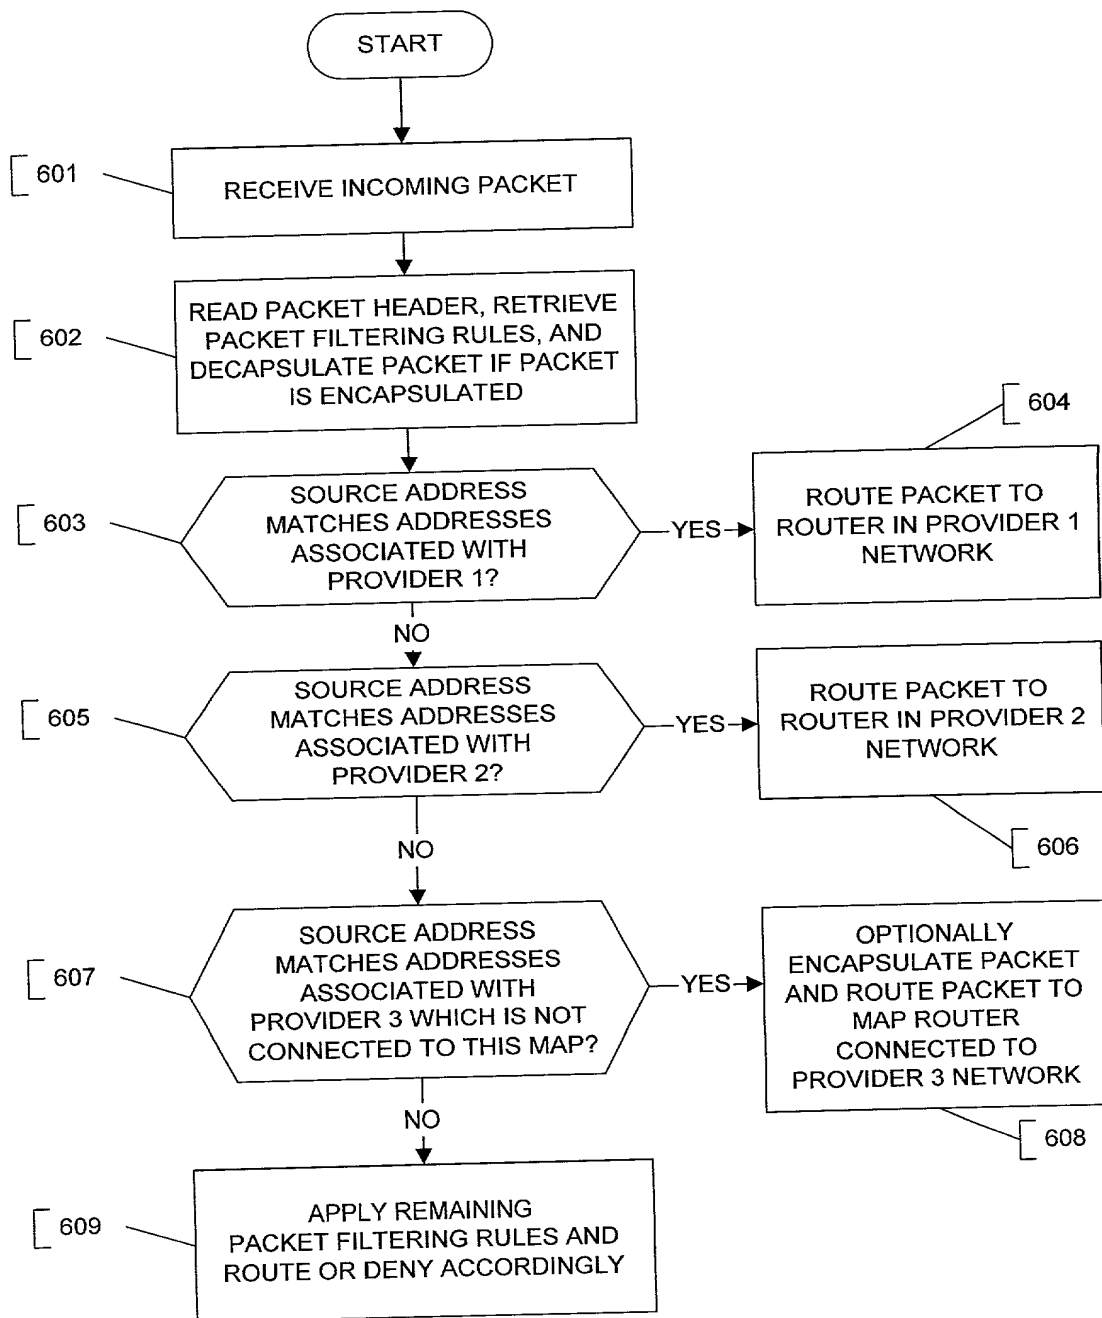 START
601
RECEIVE INCOMING PACKET
602
READ PACKET HEADER, RETRIEVE
PACKET FILTERING RULES, AND
DECAPSULATE PACKET IF PACKET
IS ENCAPSULATED
603
SOURCE ADDRESS
MATCHES ADDRESSES
ASSOCIATED WITH
PROVIDER 1?
YES
604
ROUTE PACKET TO
ROUTER IN PROVIDER 1
NETWORK
NO
605
SOURCE ADDRESS
MATCHES ADDRESSES
ASSOCIATED WITH
PROVIDER 2?
YES
ROUTE PACKET TO
ROUTER IN PROVIDER 2
NETWORK
606
NO
607
SOURCE ADDRESS
MATCHES ADDRESSES
ASSOCIATED WITH
PROVIDER 3 WHICH IS NOT
CONNECTED TO THIS MAP?
YES
OPTIONALLY
ENCAPSULATE PACKET
AND ROUTE PACKET TO
MAP ROUTER
CONNECTED TO
PROVIDER 3 NETWORK
608
NO
609
APPLY REMAINING
PACKET FILTERING RULES AND
ROUTE OR DENY ACCORDINGLY